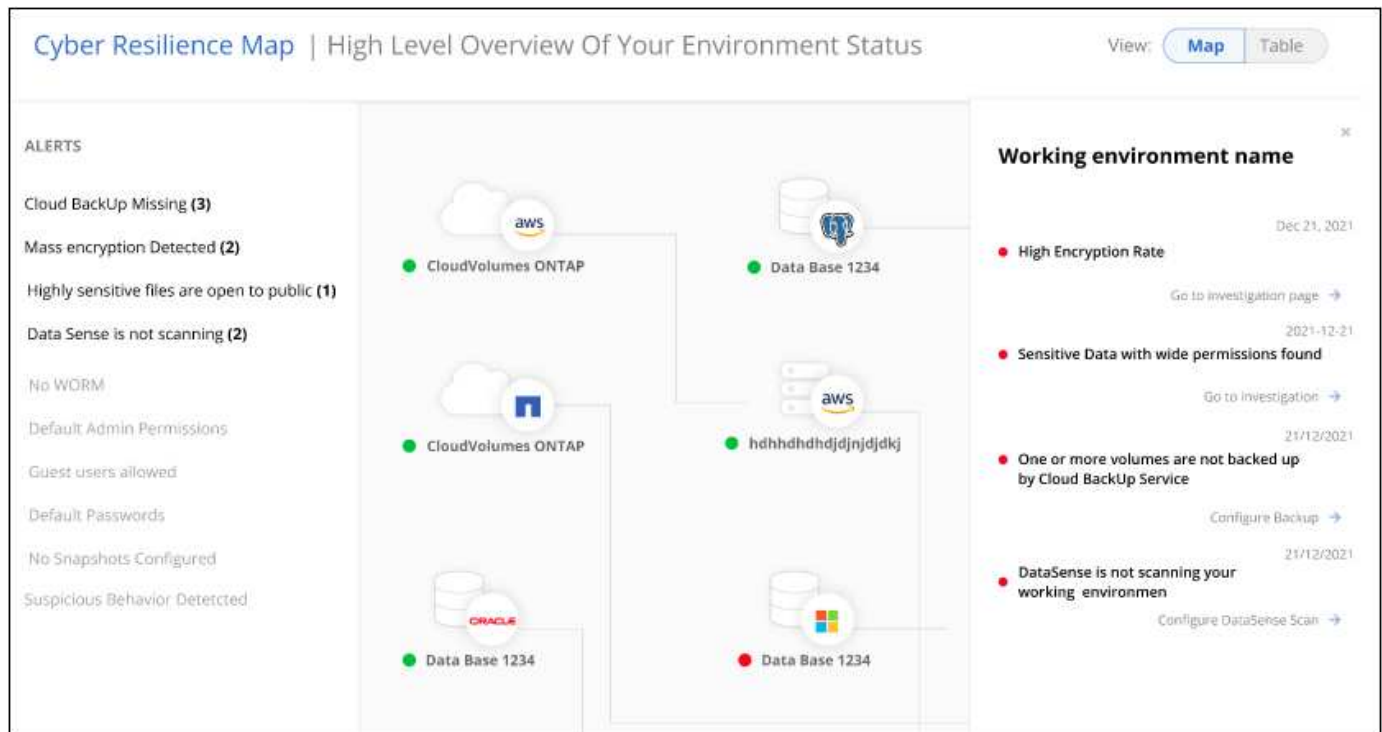 Cyber Resilience Map | High Level Overview Of Your Environment Status
View: Map Table
ALERTS
Cloud BackUp Missing (3)
Mass encryption Detected (2)
Highly sensitive files are open to public (1)
Data Sense is not scanning (2)
No WORM
Default Admin Permissions
Guest users allowed
Default Passwords
No Snapshots Configured
Suspicious Behavior Detetcted
aws
CloudVolumes ONTAP
Data Base 1234
CloudVolumes ONTAP
aws
hdhhdhdhdjdjnjdjdkj
ORACLE
Data Base 1234
Data Base 1234
Working environment name
Dec 21, 2021
High Encryption Rate
Go to investigation page
2021-12-21
Sensitive Data with wide permissions found
Go to investigation
21/12/2021
One or more volumes are not backed up
by Cloud BackUp Service
Configure Backup
21/12/2021
DataSense is not scanning your
working environmen
Configure DataSense Scan